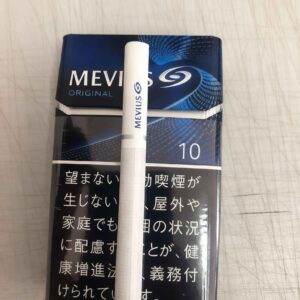 MEVIUS
ORIGINAL
MEVIUS
10
望まない 動喫煙が
生じない 、屋外や
家庭でも 囲の状況
に配慮す とが、健
康増進法 、義務付
けられています。